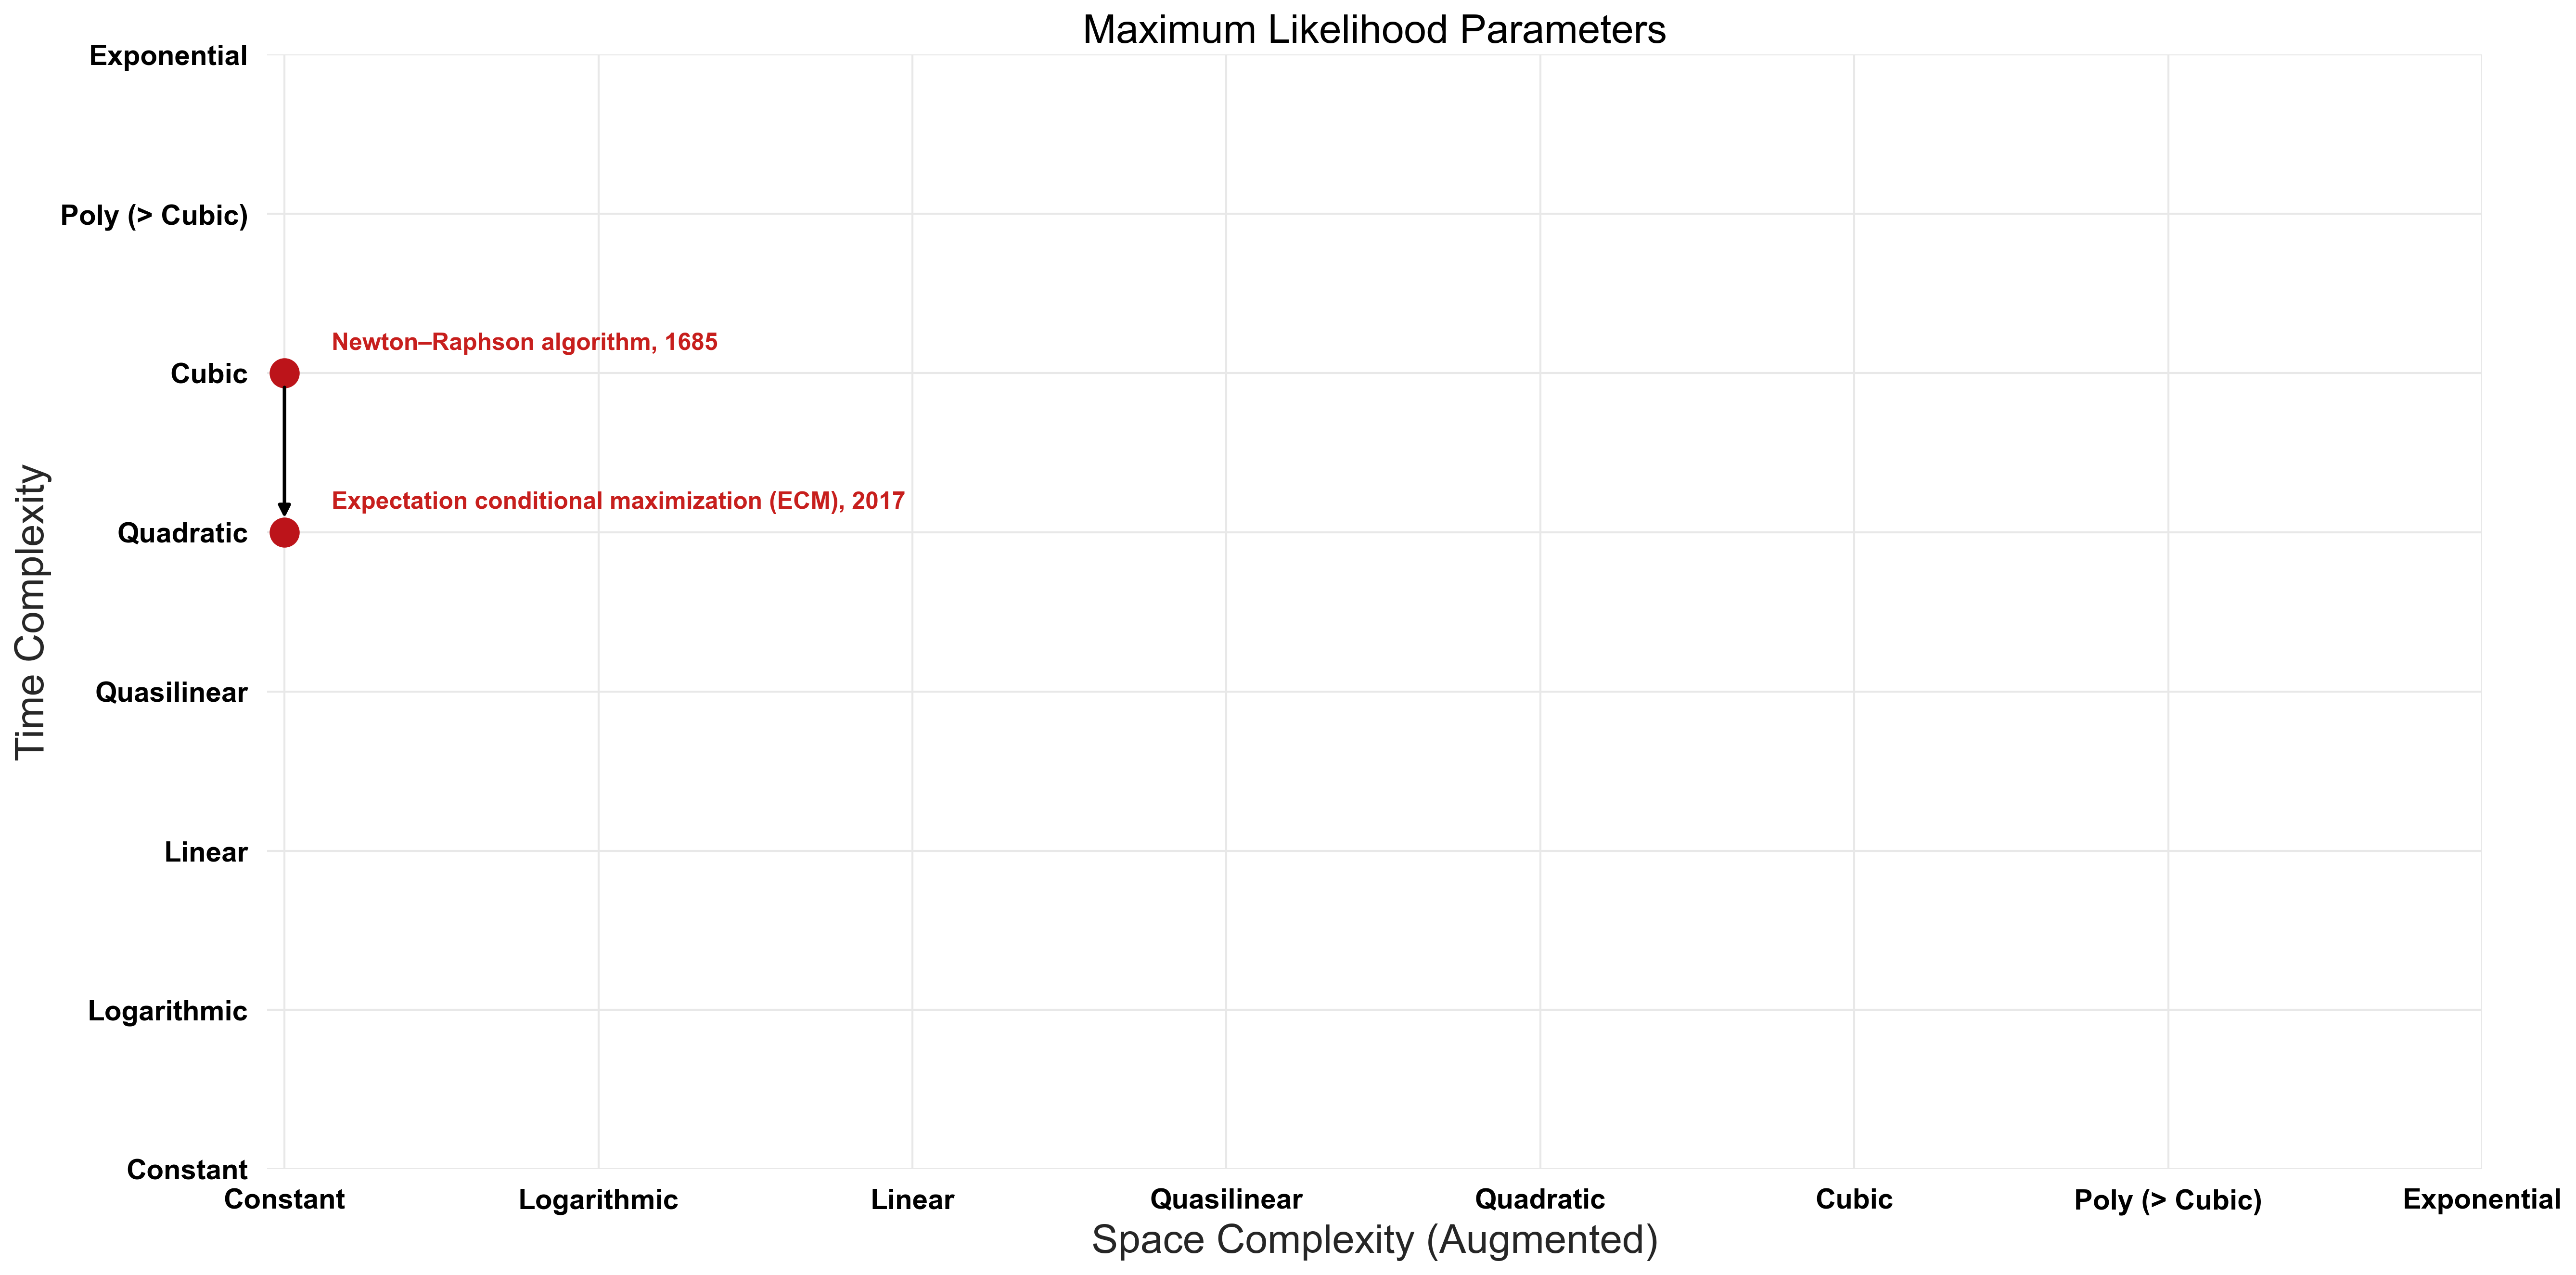 Maximum Likelihood Parameters
Exponential
Poly (> Cubic)
Newton–Raphson algorithm, 1685
Cubic
Expectation conditional maximization (ECM), 2017
Quadratic
Time Complexity
Quasilinear
Linear
Logarithmic
Constant
Constant Logarithmic Linear Quasilinear Quadratic Cubic Poly (> Cubic) Exponential
Space Complexity (Augmented)